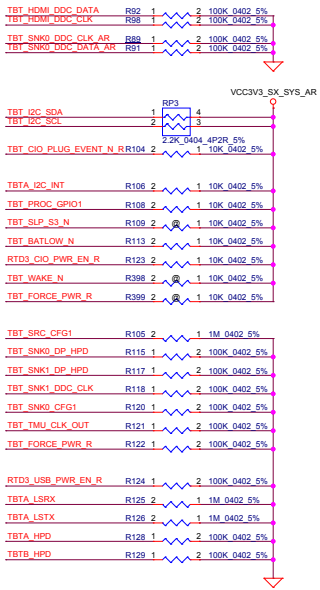 TBT_HDMI_DDC_DATA R92 1 2 100K_0402_5%
TBT_HDMI_DDC_CLK R98 1 2 100K_0402_5%
TBT_SNK0_DDC_CLK_AR R89 1 2 100K_0402_5%
TBT_SNK0_DDC_DATA_AR R91 1 2 100K_0402_5%
VCC3V3_SX_SYS_AR
RP3
TBT_I2C_SDA 1 4
TBT_I2C_SCL 2 3
2.2K_0404_4P2R_5%
TBT_CIO_PLUG_EVENT_N_R R104 2 1 10K_0402_5%
TBTA_I2C_INT R106 2 1 10K_0402_5%
TBT_PROC_GPIO1 R108 2 1 10K_0402_5%
TBT_SLP_S3_N R109 2 @ 1 10K_0402_5%
TBT_BATLOW_N R113 2 1 10K_0402_5%
RTD3_CIO_PWR_EN_R R123 2 1 10K_0402_5%
TBT_WAKE_N R398 2 @ 1 10K_0402_5%
TBT_FORCE_PWR_R R399 2 @ 1 10K_0402_5%
TBT_SRC_CFG1 R105 2 1 1M_0402_5%
TBT_SNK0_DP_HPD R115 1 2 100K_0402_5%
TBT_SNK1_DP_HPD R117 1 2 100K_0402_5%
TBT_SNK1_DDC_CLK R118 1 2 100K_0402_5%
TBT_SNK0_CFG1 R120 1 2 100K_0402_5%
TBT_TMU_CLK_OUT R121 1 2 100K_0402_5%
TBT_FORCE_PWR_R R122 1 2 100K_0402_5%
RTD3_USB_PWR_EN_R R124 1 2 100K_0402_5%
TBTA_LSRX R125 2 1 1M_0402_5%
TBTA_LSTX R126 2 1 1M_0402_5%
TBTA_HPD R128 1 2 100K_0402_5%
TBTB_HPD R129 1 2 100K_0402_5%